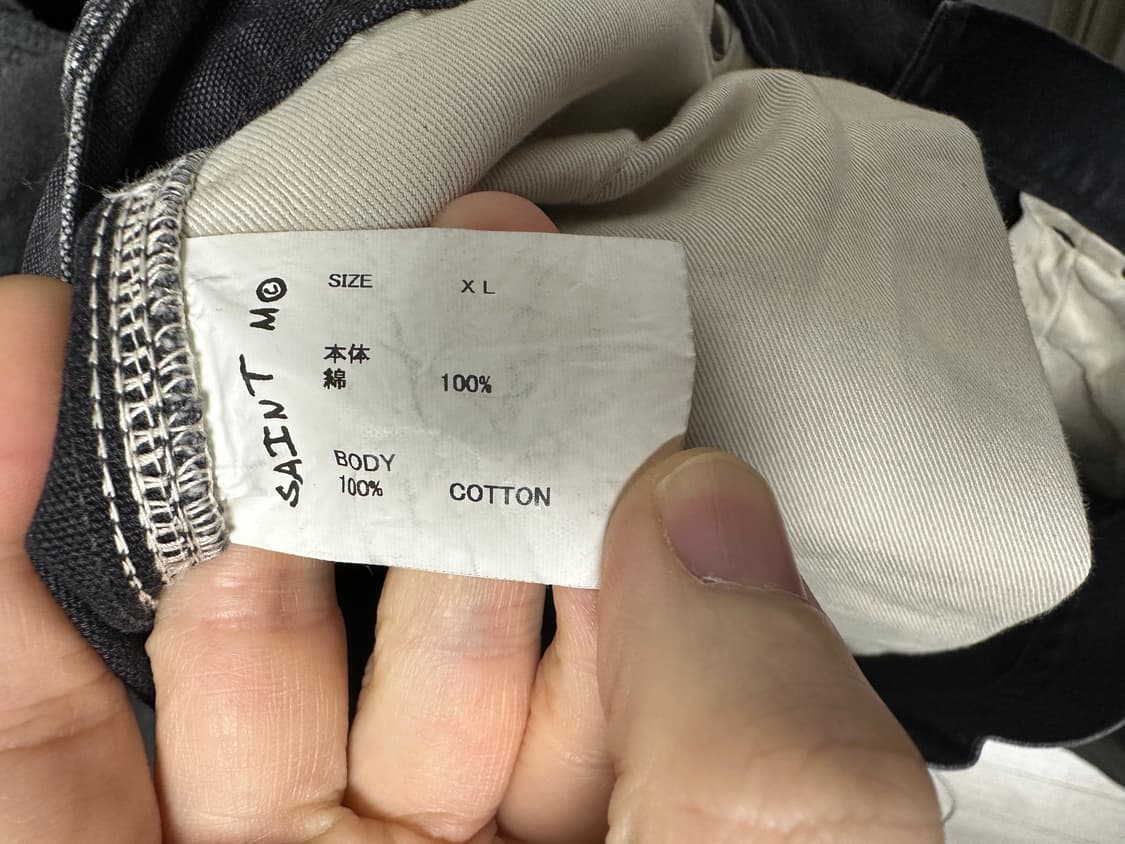 SAINT M©
SIZE XL
本体
綿 100%
BODY
100% COTTON